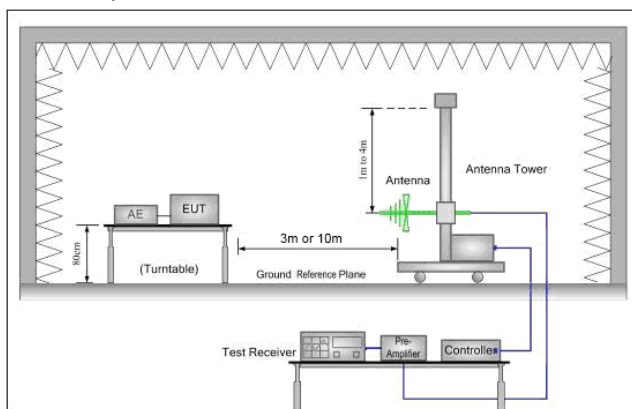 1m to 4m
Antenna
Antenna Tower
AE
EUT
80cm
(Turntable)
3m or 10m
Ground Reference Plane
Test Receiver
Pre-
Amplifier
Controller